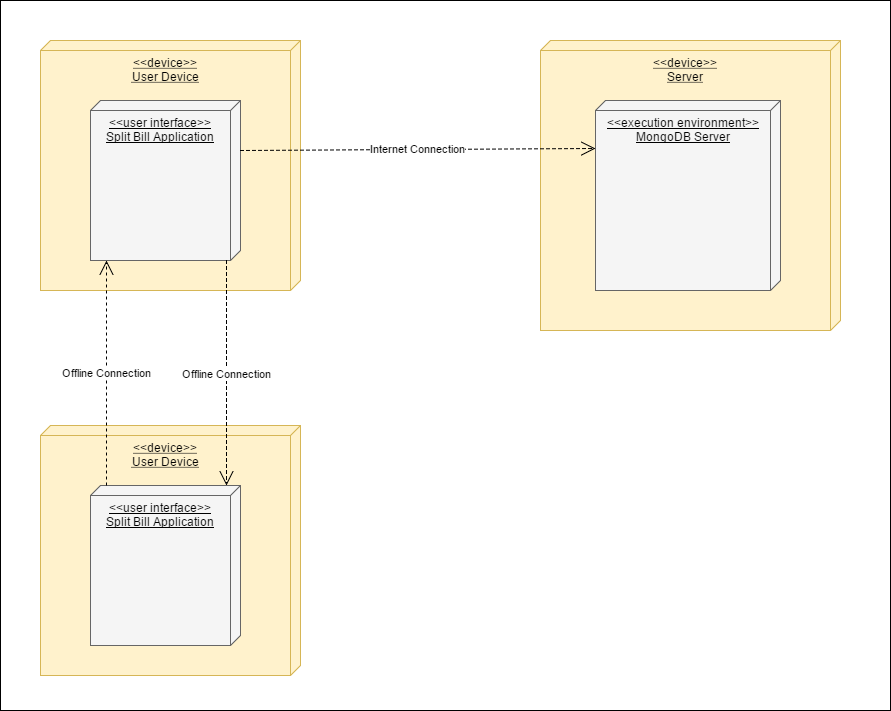 <<device>>
User Device
<<user interface>>
Split Bill Application
Internet Connection
<<device>>
Server
<<execution environment>>
MongoDB Server
Offline Connection
Offline Connection
<<device>>
User Device
<<user interface>>
Split Bill Application